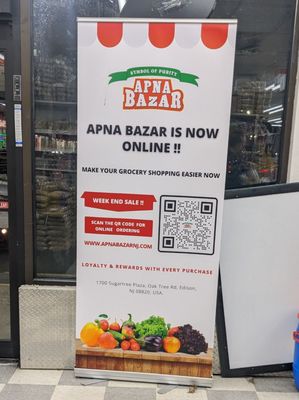 SYMBOL OF PURITY
APNA
BAZAR
APNA BAZAR IS NOW
ONLINE !!
MAKE YOUR GROCERY SHOPPING EASIER NOW
WEEK END SALE !!
SCAN THE QR CODE FOR
ONLINE ORDERING
WWW.APNABAZARNJ.COM
LOYALTY & REWARDS WITH EVERY PURCHASE
1700 Sugartree Plaza, Oak Tree Rd, Edison,
NJ 08820, USA.